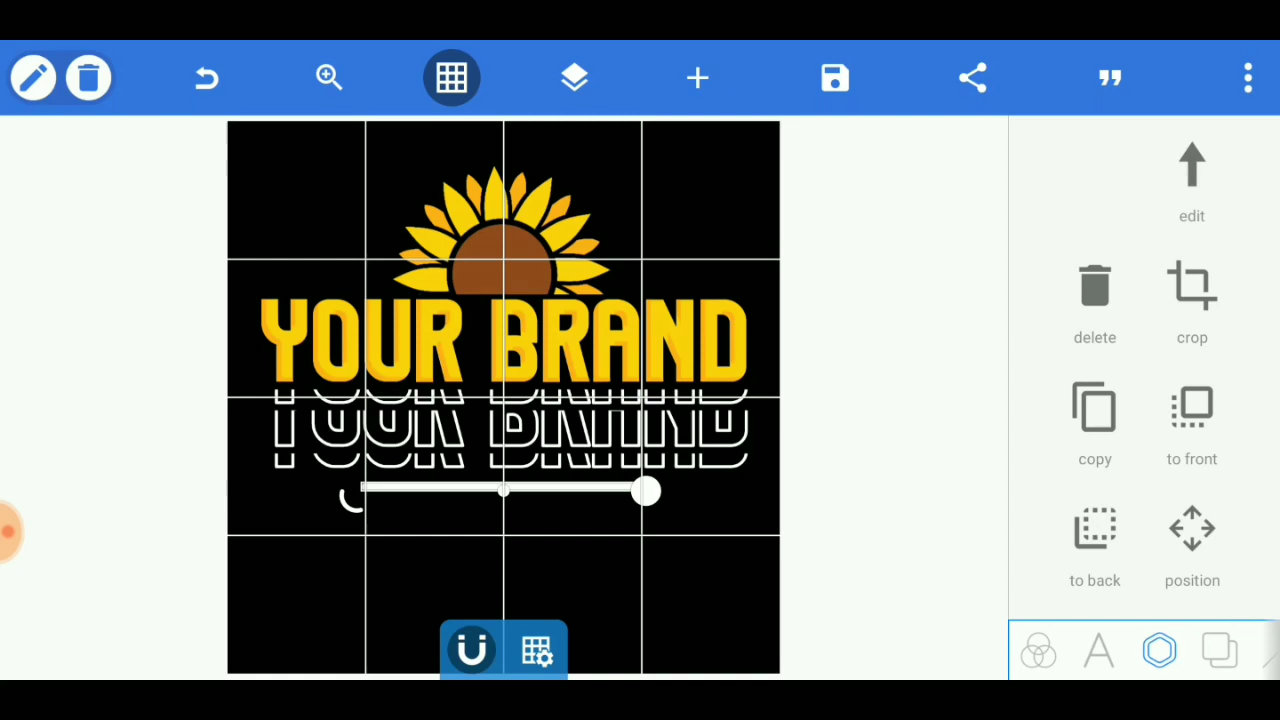 edit
YOUR BRAND
YOUR BRAND
delete
crop
copy
to front
to back
position